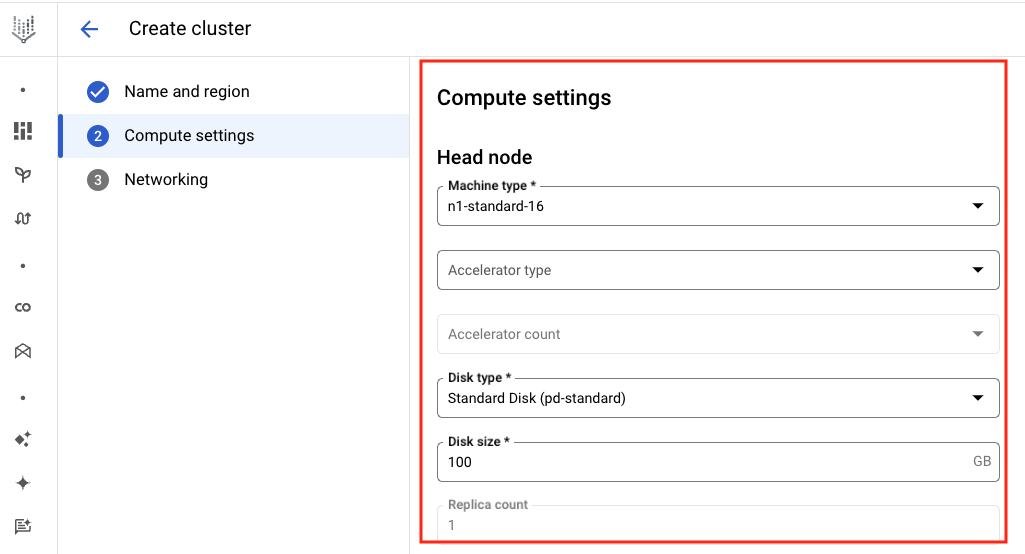 Create cluster
Name and region
2 Compute settings
3 Networking
Compute settings
Head node
Machine type *
n1-standard-16
Accelerator type
Accelerator count
Disk type *
Standard Disk (pd-standard)
Disk size *
100 GB
Replica count
1